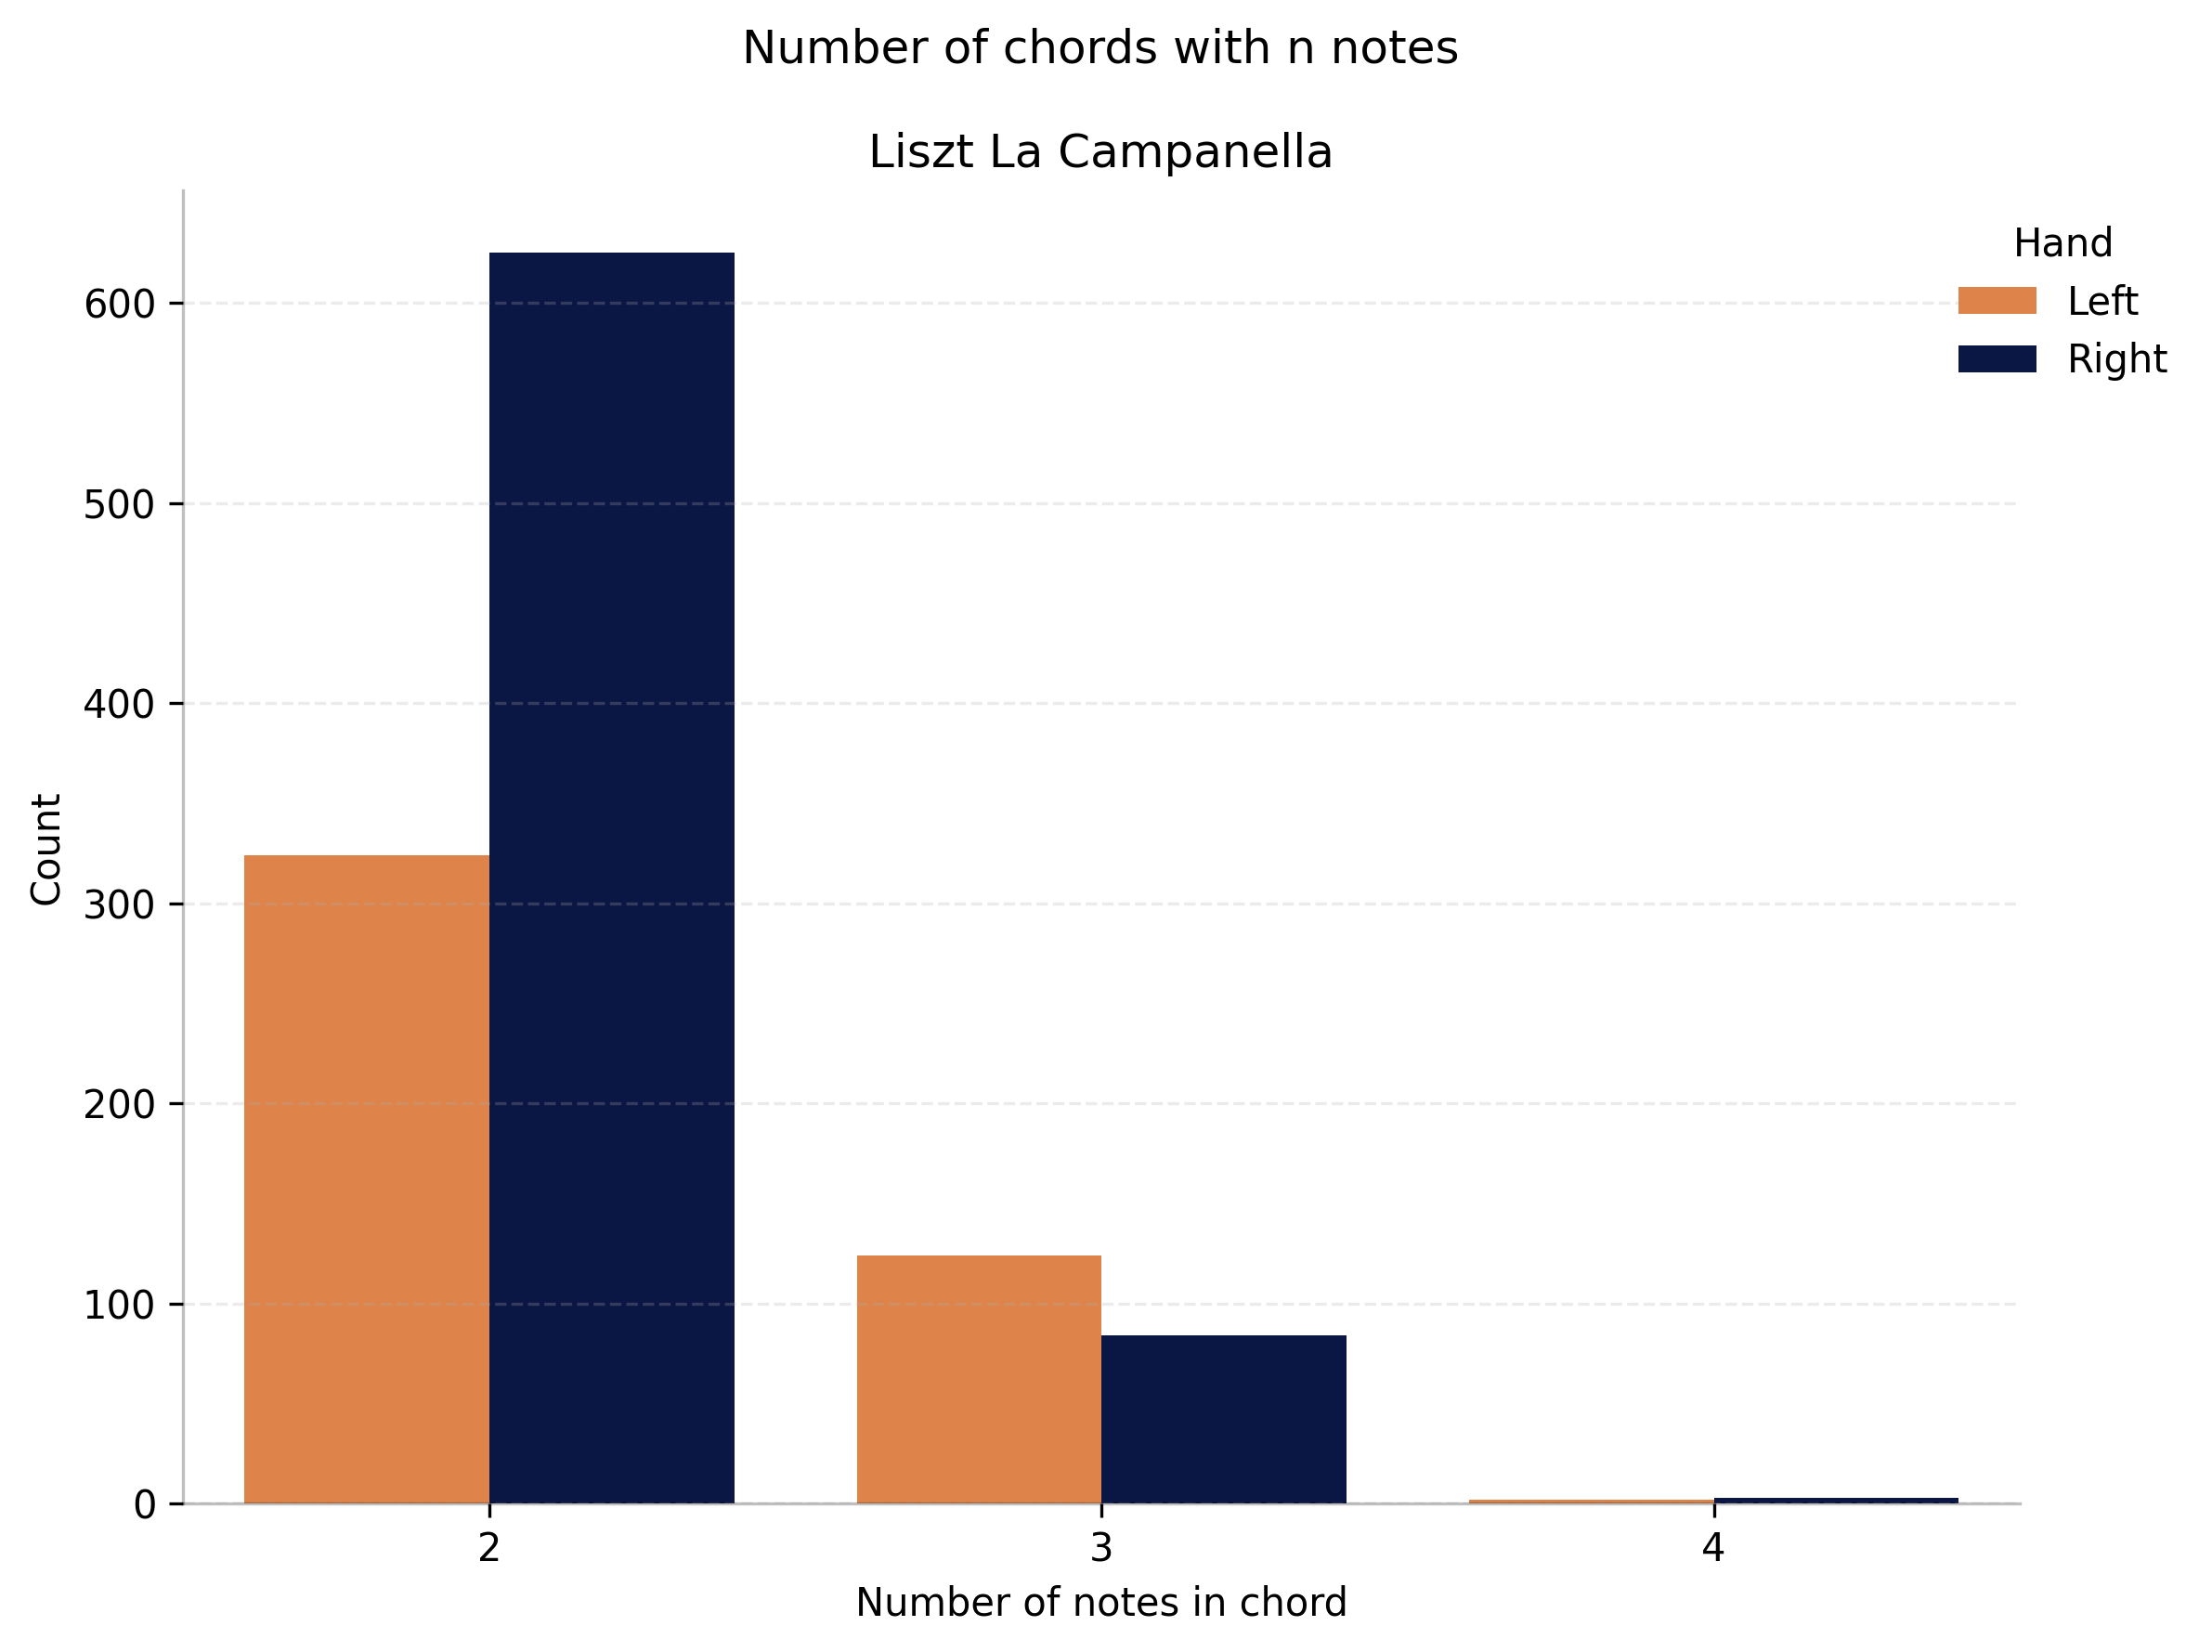 Number of chords with n notes
Liszt La Campanella
Hand
Left
Right
600
500
400
300
200
100
0
Count
2 3 4
Number of notes in chord